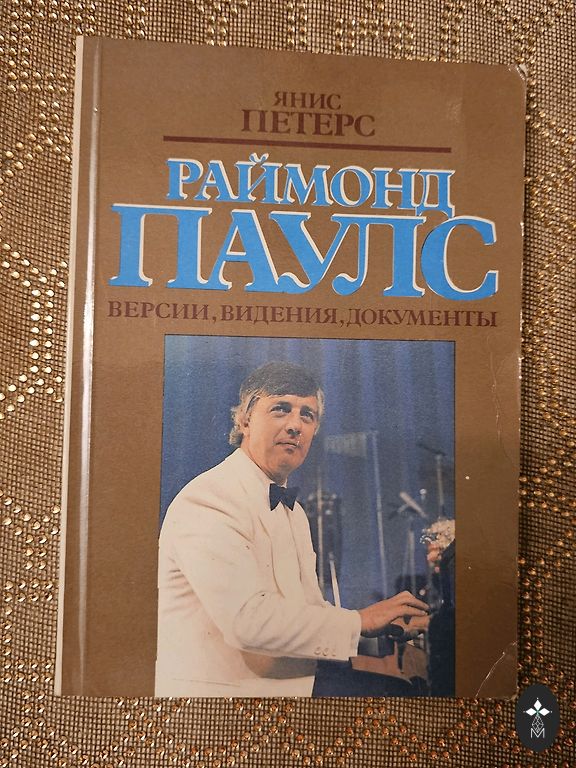 ЯНИС
ПЕТЕРС
РАЙМОНД
ПАУЛС
ВЕРСИИ, ВИДЕНИЯ, ДОКУМЕНТЫ
M